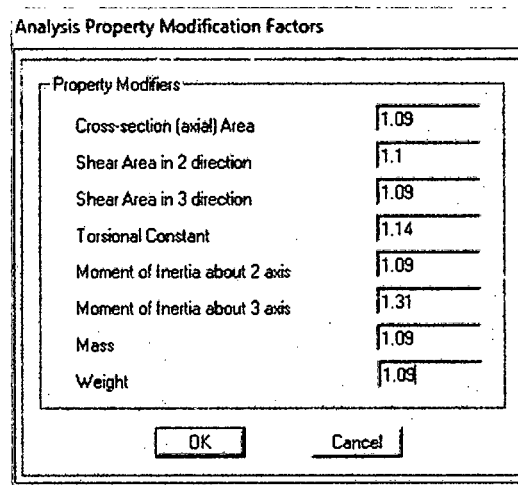 Analysis Property Modification Factors
Property Modifiers
Cross-section (axial) Area 1.09
Shear Area in 2 direction 1.1
Shear Area in 3 direction 1.09
Torsional Constant 1.14
Moment of Inertia about 2 axis 1.09
Moment of Inertia about 3 axis 1.31
Mass 1.09
Weight 1.09
OK Cancel